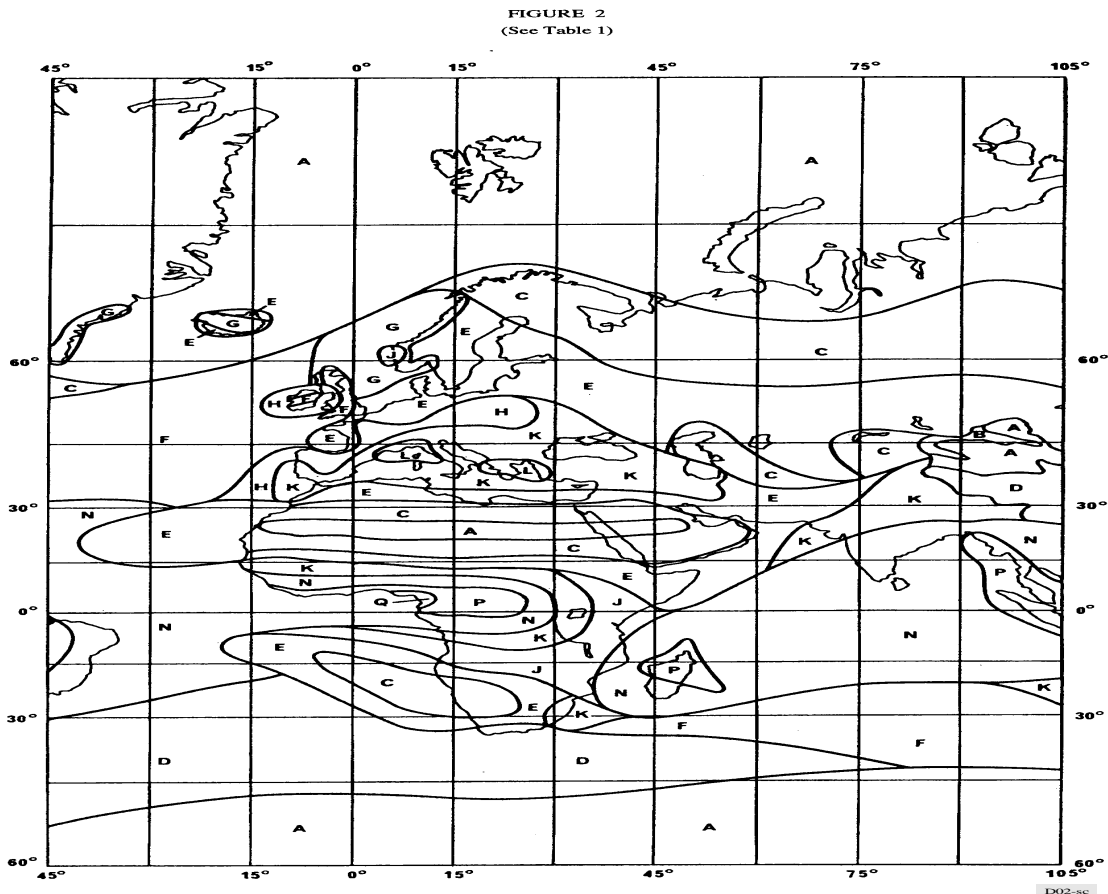 FIGURE 2
(See Table 1)
45° 15° 0° 15° 45° 75° 105°
A A
E
G G
C
G E
E
J
60° C 60°
G
C
E
H E F E H
F
F E K B A
L C A
L K C
H K E K E K D
30° C 30°
N
E A K N
C
K E P
N
Q P J
0° N 0°
N K N
E
J P
C
N K
E K
30° F 30°
F
D D
A A
60° 60°
45° 15° 0° 15° 45° 75° 105°
D02-sc